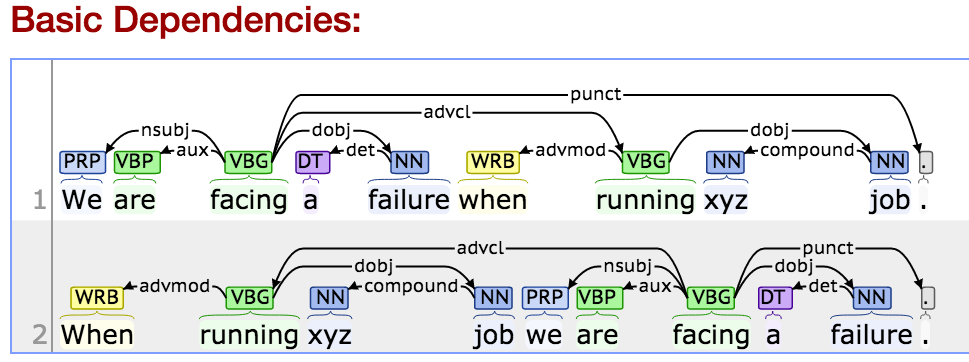 Basic Dependencies:
punct
advcl
nsubj dobj dobj
aux det advmod compound
PRP VBP VBG DT NN WRB VBG NN NN .
1 We are facing a failure when running xyz job .
advcl punct
dobj nsubj dobj
advmod compound aux det
WRB VBG NN NN PRP VBP VBG DT NN .
2 When running xyz job we are facing a failure .